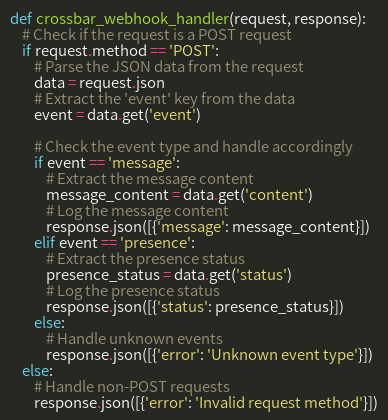 def crossbar_webhook_handler(request, response):
# Check if the request is a POST request
if request.method == 'POST':
# Parse the JSON data from the request
data = request.json
# Extract the 'event' key from the data
event = data.get('event')
# Check the event type and handle accordingly
if event == 'message':
# Extract the message content
message_content = data.get('content')
# Log the message content
response.json([{'message': message_content}])
elif event == 'presence':
# Extract the presence status
presence_status = data.get('status')
# Log the presence status
response.json([{'status': presence_status}])
else:
# Handle unknown events
response.json([{'error': 'Unknown event type'}])
else:
# Handle non-POST requests
response.json([{'error': 'Invalid request method'}])